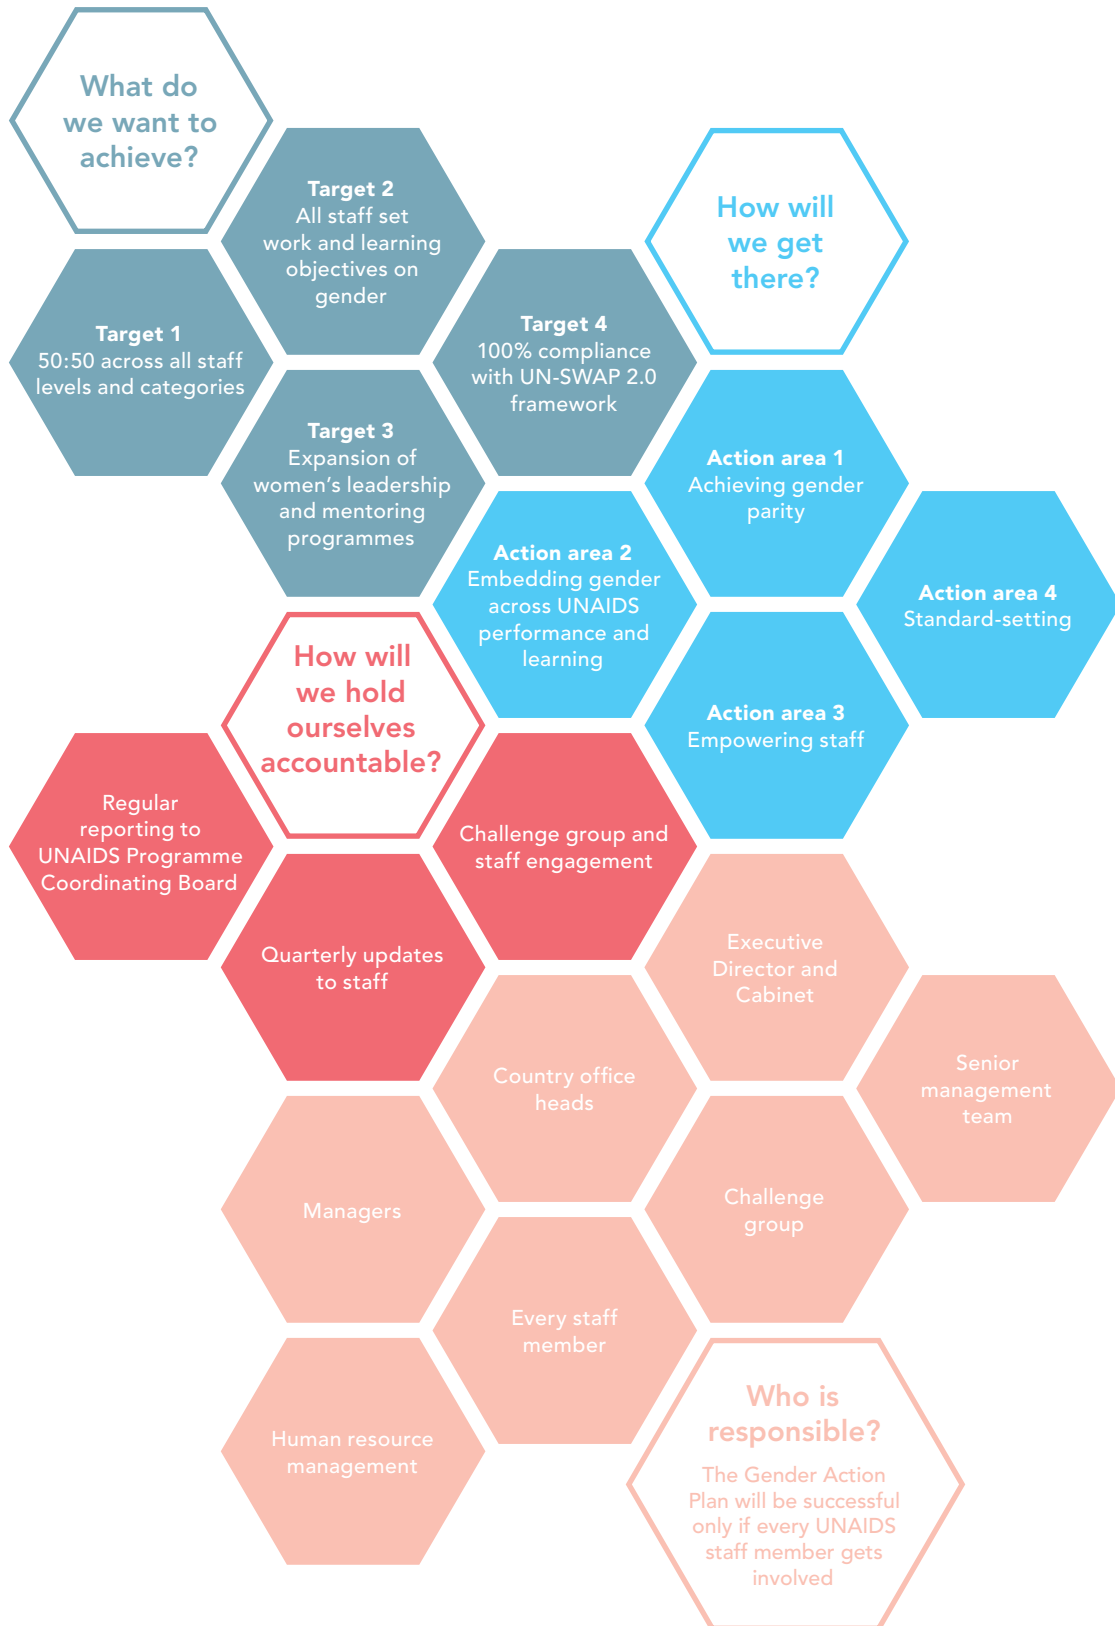 What do
we want to
achieve?
Target 2
All staff set
work and learning
objectives on
gender
How will
we get
there?
Target 1
50:50 across all staff
levels and categories
Target 4
100% compliance
with UN-SWAP 2.0
framework
Target 3
Expansion of
women’s leadership
and mentoring
programmes
Action area 1
Achieving gender
parity
Action area 2
Embedding gender
across UNAIDS
performance and
learning
Action area 4
Standard-setting
How will
we hold
ourselves
accountable?
Action area 3
Empowering staff
Regular
reporting to
UNAIDS Programme
Coordinating Board
Challenge group and
staff engagement
Quarterly updates
to staff
Executive
Director and
Cabinet
Country office
heads
Senior
management
team
Managers
Challenge
group
Every staff
member
Human resource
management
Who is
responsible?
The Gender Action
Plan will be successful
only if every UNAIDS
staff member gets
involved